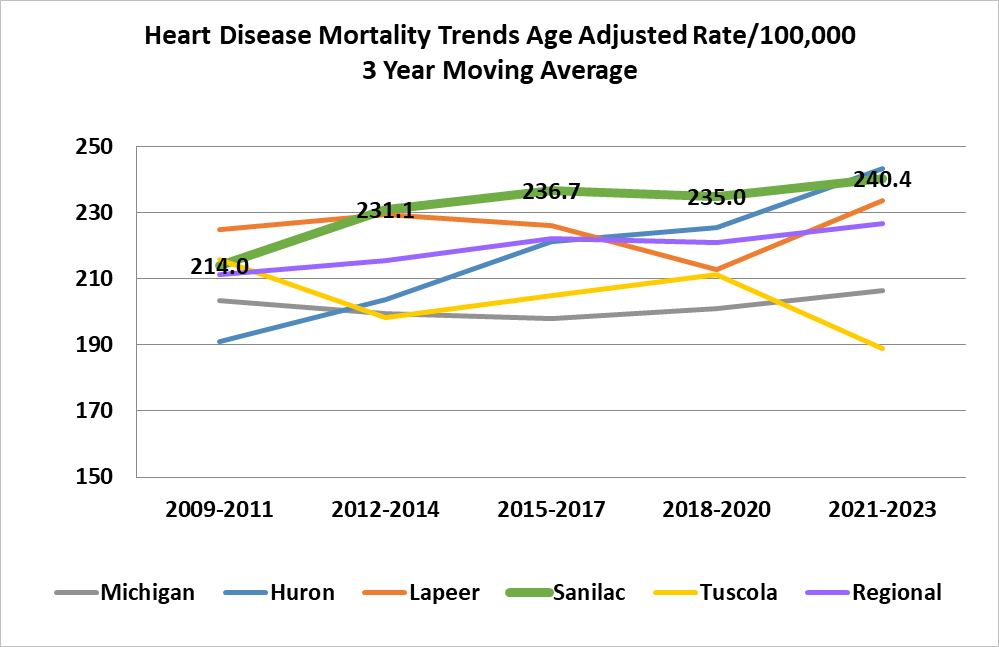 Heart Disease Mortality Trends Age Adjusted Rate/100,000
3 Year Moving Average
250
230
210
190
170
150
214.0
231.1
236.7
235.0
240.4
2009-2011
2012-2014
2015-2017
2018-2020
2021-2023
Michigan
Huron
Lapeer
Sanilac
Tuscola
Regional